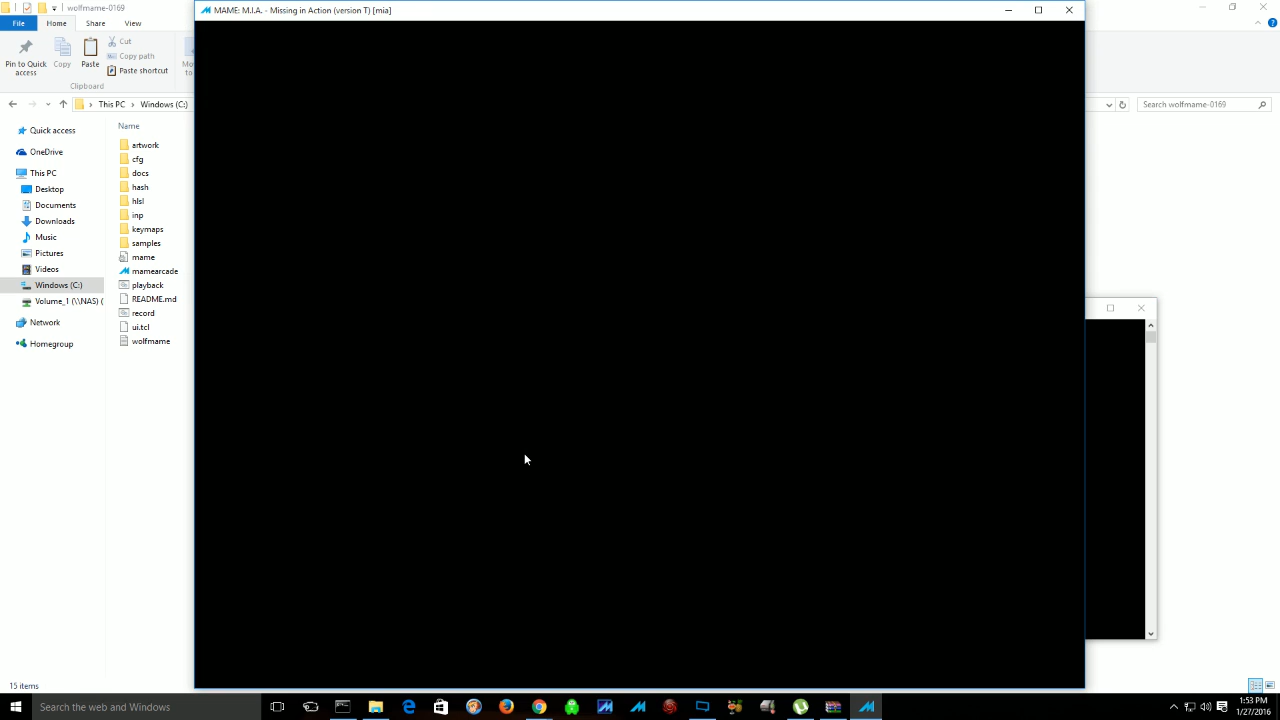 wolfmame-0169
MAME: M.I.A. - Missing in Action (version T) [mia]
File
Home
Share
View
Pin to Quick
access
Copy
Paste
Cut
Copy path
Paste shortcut
Clipboard
This PC
Windows (C:)
Search wolfmame-0169
Quick access
OneDrive
This PC
Desktop
Documents
Downloads
Music
Pictures
Videos
Windows (C:)
Volume_1 (\\NAS) (
Network
Homegroup
Name
artwork
cfg
docs
hash
hlsl
inp
keymaps
samples
mame
mamearcade
playback
README.md
record
ui.tcl
wolfmame
15 items
Search the web and Windows
1:53 PM
1/27/2016